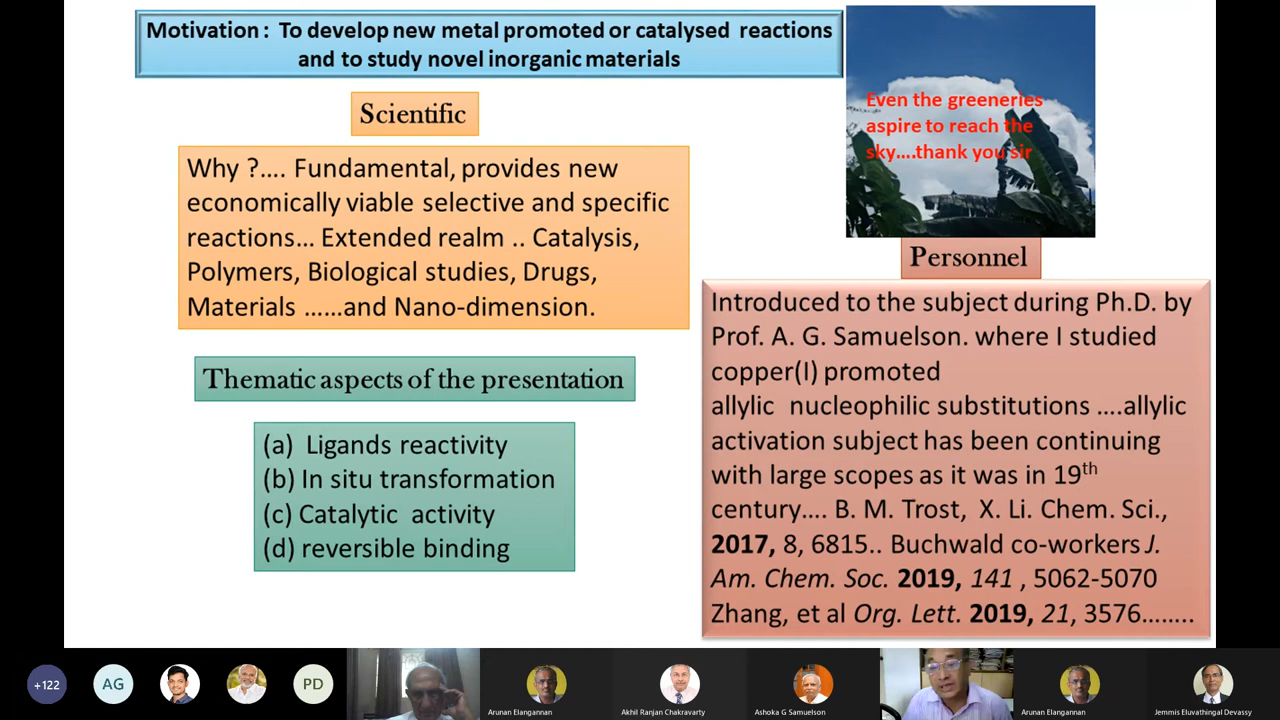 Motivation : To develop new metal promoted or catalysed reactions
and to study novel inorganic materials
Even the greeneries
aspire to reach the
sky....thank you sir
Scientific
Why ?.... Fundamental, provides new
economically viable selective and specific
reactions... Extended realm .. Catalysis,
Polymers, Biological studies, Drugs,
Materials ......and Nano-dimension.
Personnel
Introduced to the subject during Ph.D. by
Prof. A. G. Samuelson. where I studied
copper(I) promoted
allylic nucleophilic substitutions ....allylic
activation subject has been continuing
with large scopes as it was in 19th
century.... B. M. Trost, X. Li. Chem. Sci.,
2017, 8, 6815.. Buchwald co-workers J.
Am. Chem. Soc. 2019, 141 , 5062-5070
Zhang, et al Org. Lett. 2019, 21, 3576........
Thematic aspects of the presentation
(a) Ligands reactivity
(b) In situ transformation
(c) Catalytic activity
(d) reversible binding
+122
AG
PD
Arunan Elangannan
Akhil Ranjan Chakravarty
Ashoka G Samuelson
Arunan Elangannan
Jemmis Eluvathingal Devassy